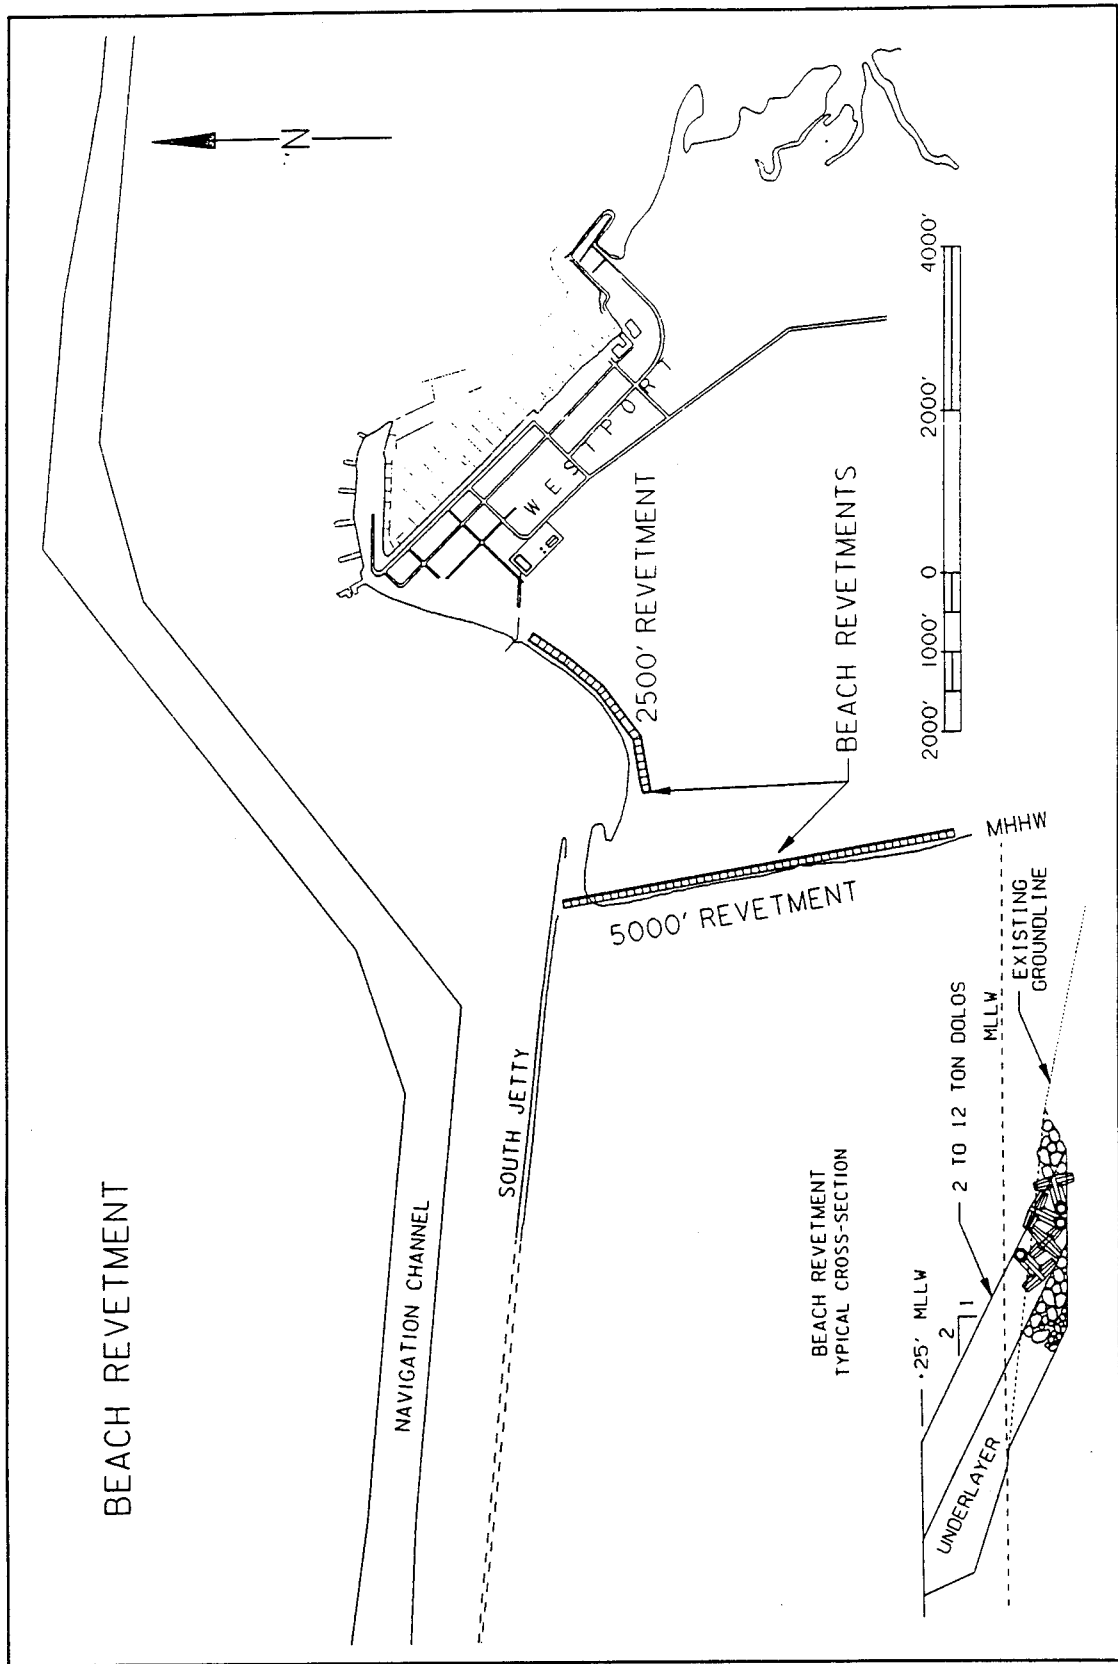 BEACH REVETMENT
N
NAVIGATION CHANNEL
SOUTH JETTY
WESTPORT
2500' REVETMENT
5000' REVETMENT
BEACH REVETMENTS
MHHW
2000' 1000' 0 2000' 4000'
BEACH REVETMENT
TYPICAL CROSS-SECTION
+25' MLLW
2
1
2 TO 12 TON DOLOS
MLLW
EXISTING
GROUNDLINE
UNDERLAYER